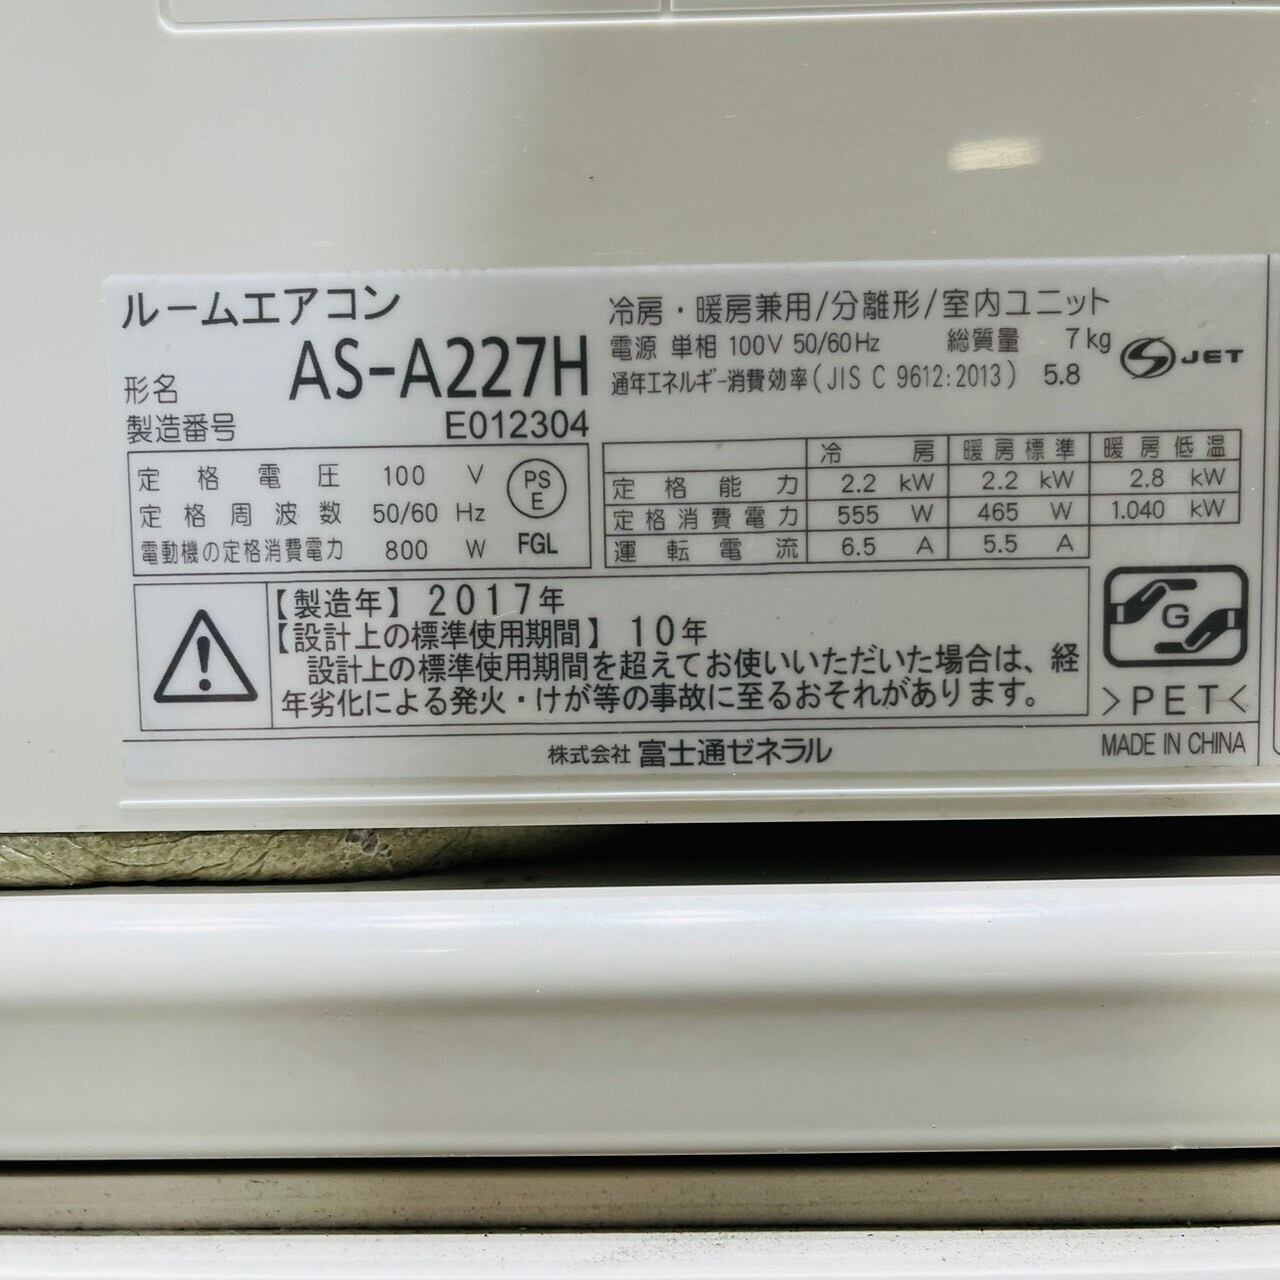 ルームエアコン
形名 AS-A227H
製造番号 E012304
定格電圧 100 V
定格周波数 50/60 Hz
電動機の定格消費電力 800 W
PS
E
FGL
冷房・暖房兼用/分離形/室内ユニット
電源 単相 100V 50/60Hz 総質量 7kg
通年エネルギー消費効率(JIS C 9612:2013) 5.8
S JET
冷房 暖房標準 暖房低温
定格能力 2.2 kW 2.2 kW 2.8 kW
定格消費電力 555 W 465 W 1.040 kW
運転電流 6.5 A 5.5 A
【製造年】2017年
【設計上の標準使用期間】10年
設計上の標準使用期間を超えてお使いいただいた場合は、経
年劣化による発火・けが等の事故に至るおそれがあります。
G
>PET<
株式会社 富士通ゼネラル
MADE IN CHINA